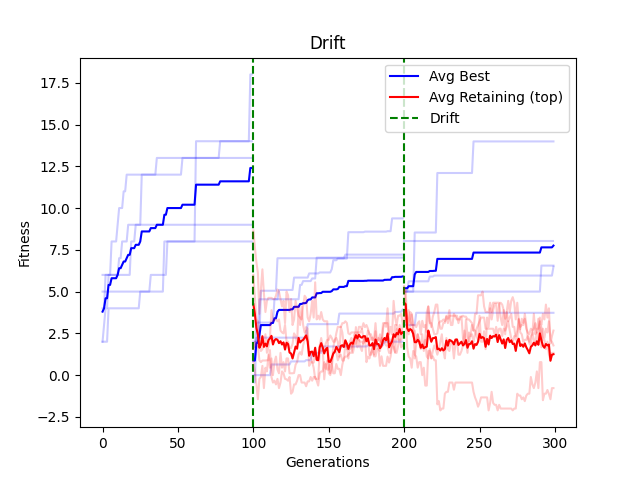 Drift
Avg Best
Avg Retaining (top)
Drift
Fitness
17.5
15.0
12.5
10.0
7.5
5.0
2.5
0.0
−2.5
0 50 100 150 200 250 300
Generations